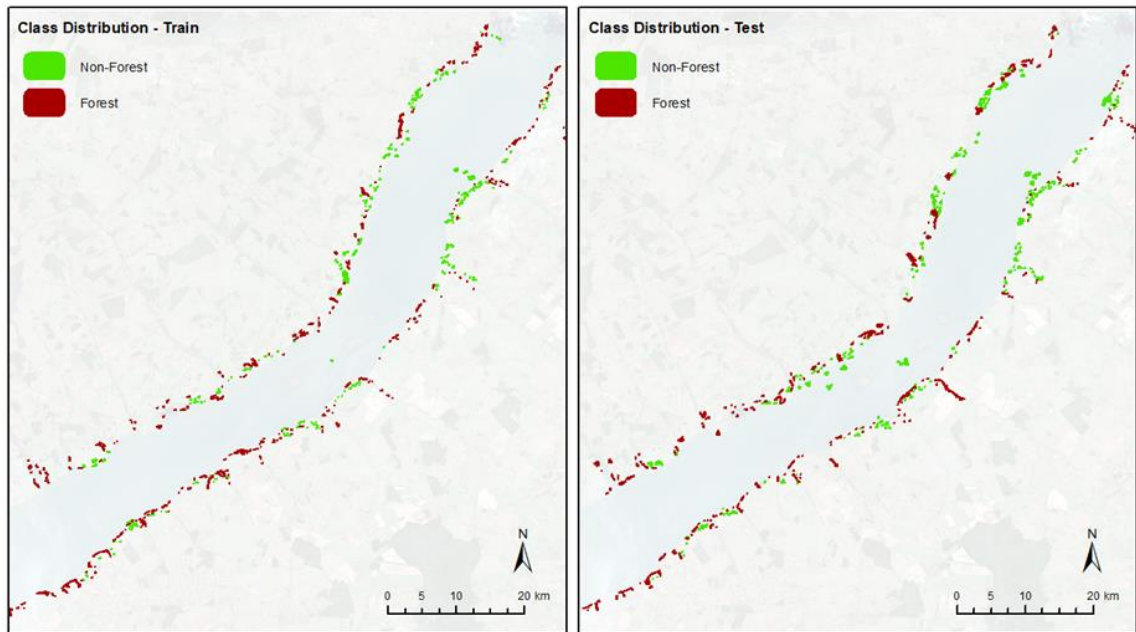 Class Distribution - Train
Non-Forest
Forest
N
0 5 10 20 km
Class Distribution - Test
Non-Forest
Forest
N
0 5 10 20 km